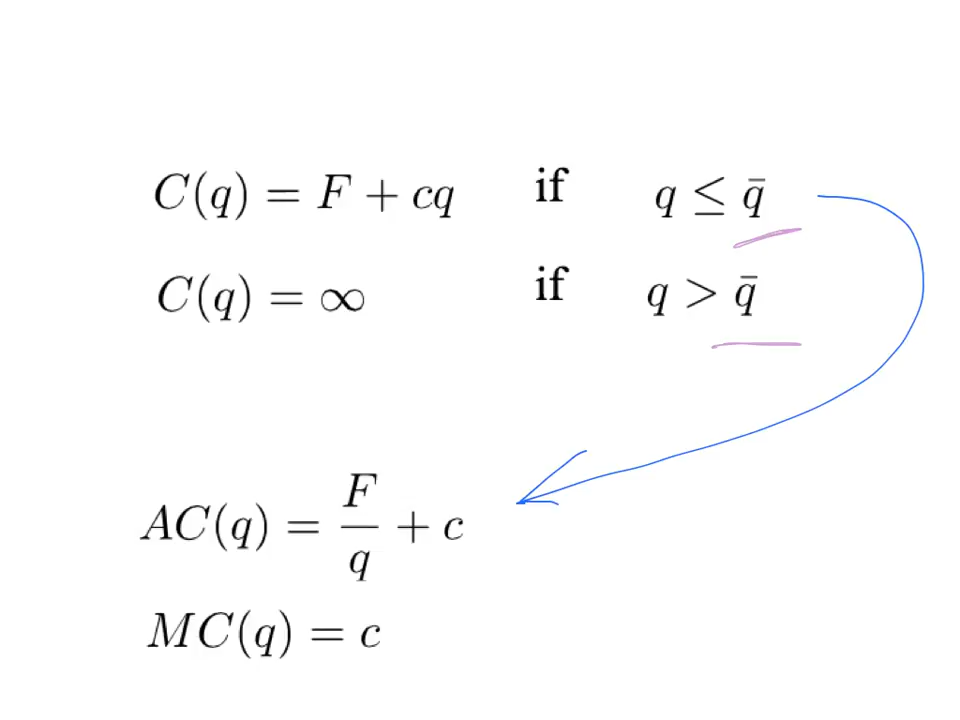 C(q) = F + cq if q ≤ q̄
C(q) = ∞ if q > q̄
AC(q) = F/q + c
MC(q) = c